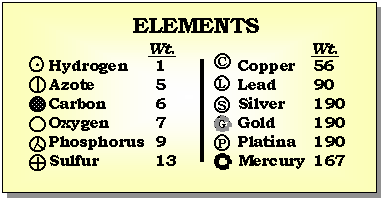 ELEMENTS
Wt.
Hydrogen 1
Azote 5
Carbon 6
Oxygen 7
Phosphorus 9
Sulfur 13
Wt.
C Copper 56
L Lead 90
S Silver 190
G Gold 190
P Platina 190
Mercury 167